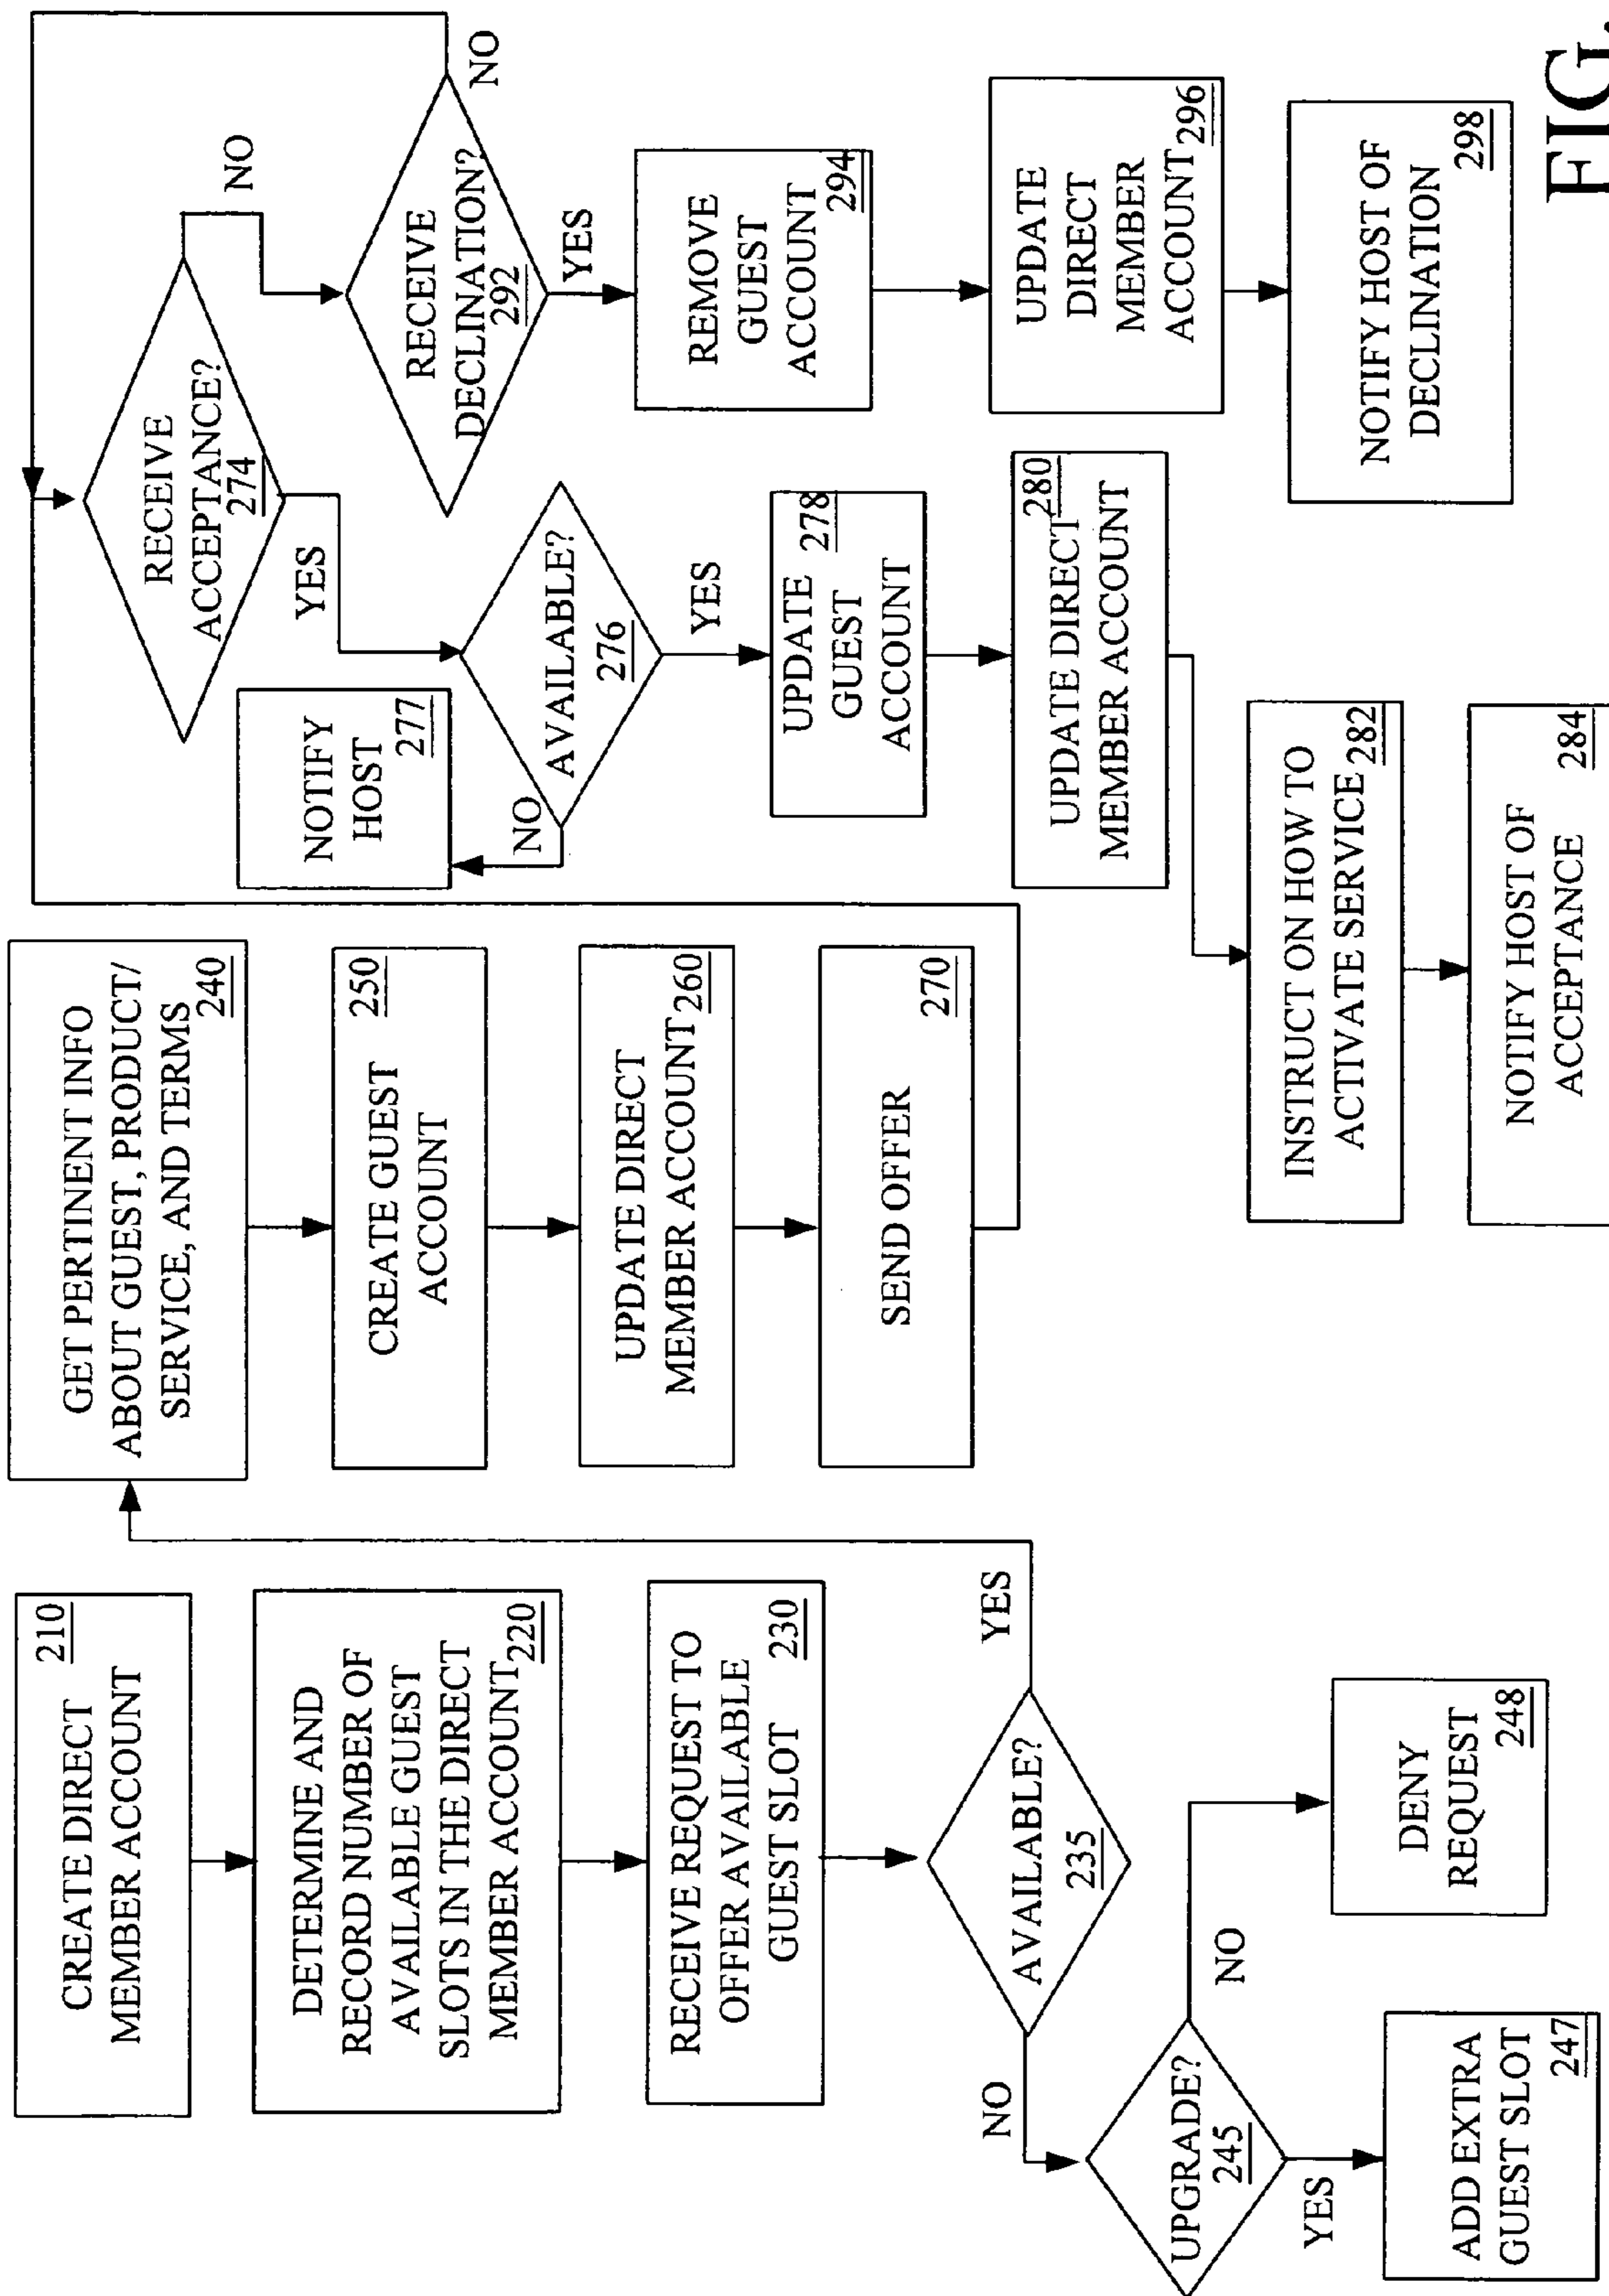 CREATE DIRECT
MEMBER ACCOUNT
210
DETERMINE AND
RECORD NUMBER OF
AVAILABLE GUEST
SLOTS IN THE DIRECT
MEMBER ACCOUNT
220
RECEIVE REQUEST TO
OFFER AVAILABLE
GUEST SLOT
230
AVAILABLE?
235
NO
YES
UPGRADE?
245
YES
NO
ADD EXTRA
GUEST SLOT
247
DENY
REQUEST
248
GET PERTINENT INFO
ABOUT GUEST, PRODUCT/
SERVICE, AND TERMS
240
CREATE GUEST
ACCOUNT
250
UPDATE DIRECT
MEMBER ACCOUNT
260
SEND OFFER
270
RECEIVE
ACCEPTANCE?
274
YES
NO
NOTIFY
HOST
277
NO
AVAILABLE?
276
YES
UPDATE
GUEST
ACCOUNT
278
UPDATE DIRECT
MEMBER ACCOUNT
280
INSTRUCT ON HOW TO
ACTIVATE SERVICE
282
NOTIFY HOST OF
ACCEPTANCE
284
RECEIVE
DECLINATION?
292
NO
YES
REMOVE
GUEST
ACCOUNT
294
UPDATE
DIRECT
MEMBER
ACCOUNT
296
NOTIFY HOST OF
DECLINATION
298
FIG.